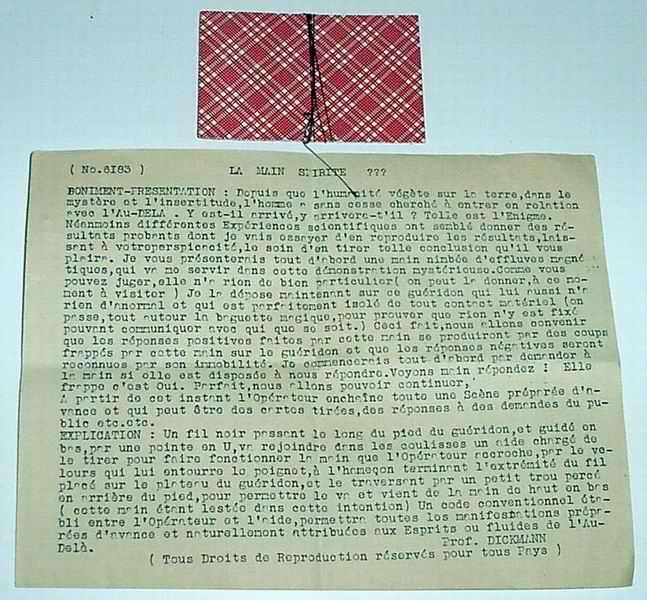 ( No.6I83 ) LA MAIN SPIRITE ???
BONIMENT-PRESENTATION : Depuis que l'humanité végète sur la terre,dans le
mystère et l'insertitude,l'homme a sans cesse cherché à entrer en relation
avec l'Au-DELA . Y est-il arrivé,y arrivera-t'il ? Telle est l'Enigme.
Néanmoins différentes Expériences scientifiques ont semblé donner des ré-
sultats probants dont je vais essayer d'en reproduire les résultats,lais-
sant à votreperspicacité,le soin d'en tirer telle conclusion qu'il vous
plaira. Je vous présenterais tout d'abord une main nimbée d'effluves magné
tiques,qui va me servir dans cette démonstration mystérieuse.Comme vous
pouvez juger,elle n'a rien de bien particulier( on peut la donner,à ce mo-
ment à visiter ) Je la dépose maintenant sur ce guéridon qui lui aussi n'a
rien d'anormal et qui est parfaitement isolé de tout contact matériel (on
passe,tout autour la baguette magique,pour prouver que rien n'y est fixé
pouvant communiquer avec qui que se soit.) Ceci fait,nous allons convenir
que les réponses positives faites par cette main se produiront par des coups
frappés par cette main sur le guéridon et que les réponses négatives seront
reconnues par son immobilité. Je commencerais tout d'abord par demander à
la main si elle est disposée à nous répondre.Voyons main répondez : Elle
frappe c'est Oui. Parfait,nous allons pouvoir continuer,
A partir de cet instant l'Opérateur enchaîne toute une Scène préparée d'a-
vance et qui peut être des cartes tirées,des réponses à des demandes du pu-
blic etc.etc.
EXPLICATION : Un fil noir passant le long du pied du guéridon,et guidé en
bas,par une pointe en U,va rejoindre dans les coulisses un aide chargé de
le tirer pour faire fonctionner la main que l'Opérateur accroche,par le ve-
lours qui lui entourre le poignet,à l'hameçon terminant l'extrémité du fil
placé sur le plateau du guéridon,et le traversant par un petit trou percé
en arrière du pied,pour permettre le va et vient de la main de haut en bas
( cette main étant lestée dans cette intention) Un code conventionnel éta-
bli entre l'Opérateur et l'aide,permettra toutes les manifestations prépa-
rées d'avance et naturellement attribuées aux Esprits ou fluides de l'Au-
Delà. Prof. DICKMANN
( Tous Droits de Reproduction réservés pour tous Pays )